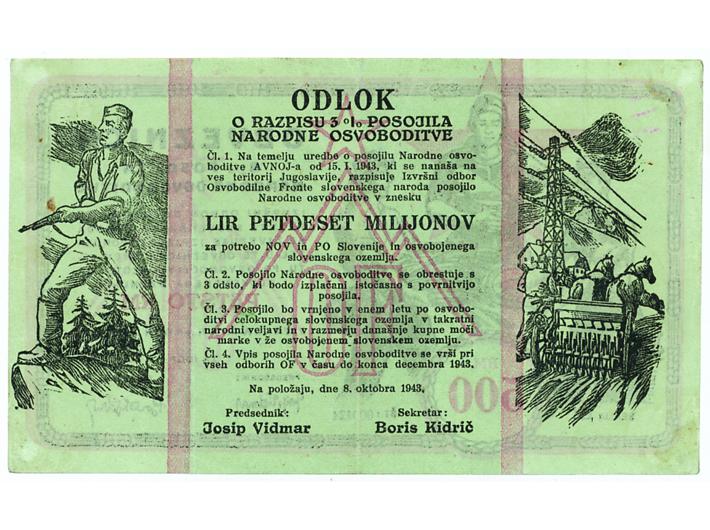 ODLOK
O RAZPISU 3 o/o POSOJILA
NARODNE OSVOBODITVE
Čl. 1. Na temelju uredbe o posojilu Narodne osvo-
boditve AVNOJ-a od 15. 1. 1943, ki se nanaša na
ves teritorij Jugoslavije, razpisuje Izvršni odbor
Osvobodilne Fronte slovenskega naroda posojilo
Narodne osvoboditve v znesku
LIR PETDESET MILIJONOV
za potrebo NOV in PO Slovenije in osvobojenega
slovenskega ozemlja.
Čl. 2. Posojilo Narodne osvoboditve se obrestuje s
3 odsto, ki bodo izplačani istočasno s povrnitvijo
posojila.
Čl. 3. Posojilo bo vrnjeno v enem letu po osvobo-
ditvi celokupnega slovenskega ozemlja v takratni
narodni veljavi in v razmerju današnje kupne moči
marke v že osvobojenem slovenskem ozemlju.
Čl. 4. Vpis posojila Narodne osvoboditve se vrši pri
vseh odborih OF v času do konca decembra 1943.
Na položaju, dne 8. oktobra 1943.
Predsednik: Sekretar:
Josip Vidmar Boris Kidrič
OF
500